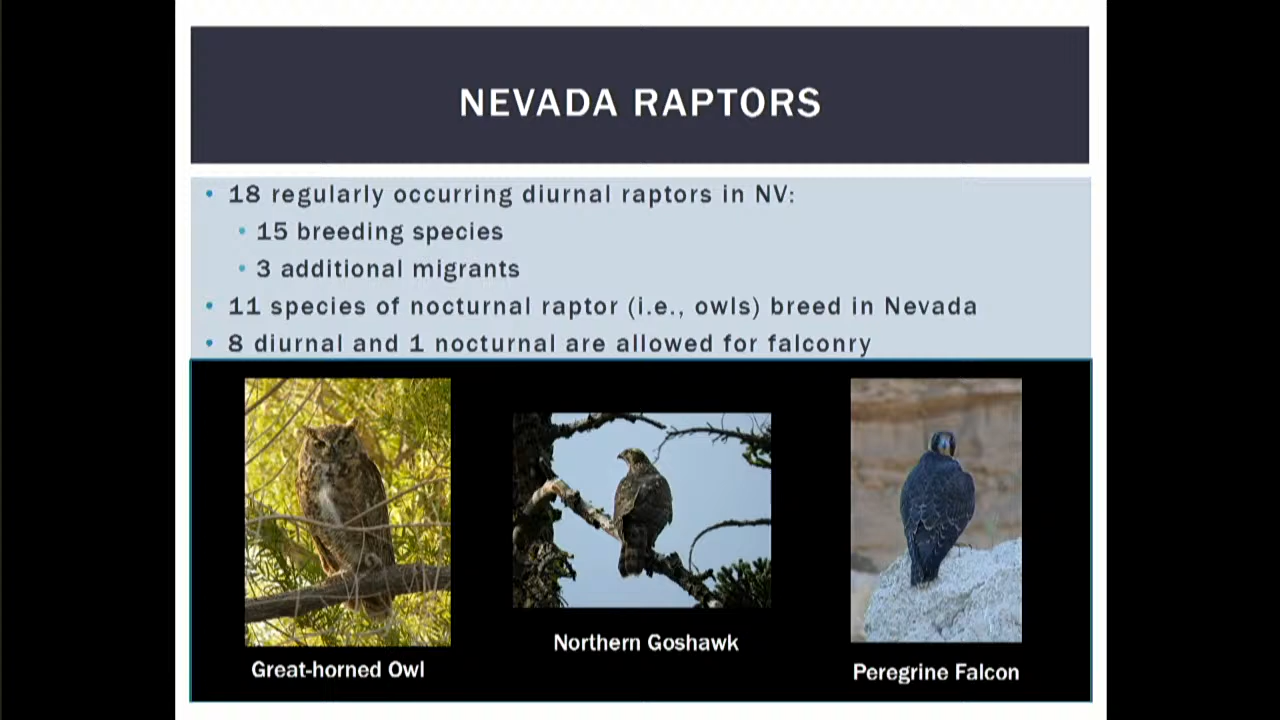 NEVADA RAPTORS
• 18 regularly occurring diurnal raptors in NV:
• 15 breeding species
• 3 additional migrants
• 11 species of nocturnal raptor (i.e., owls) breed in Nevada
• 8 diurnal and 1 nocturnal are allowed for falconry
Great-horned Owl
Northern Goshawk
Peregrine Falcon